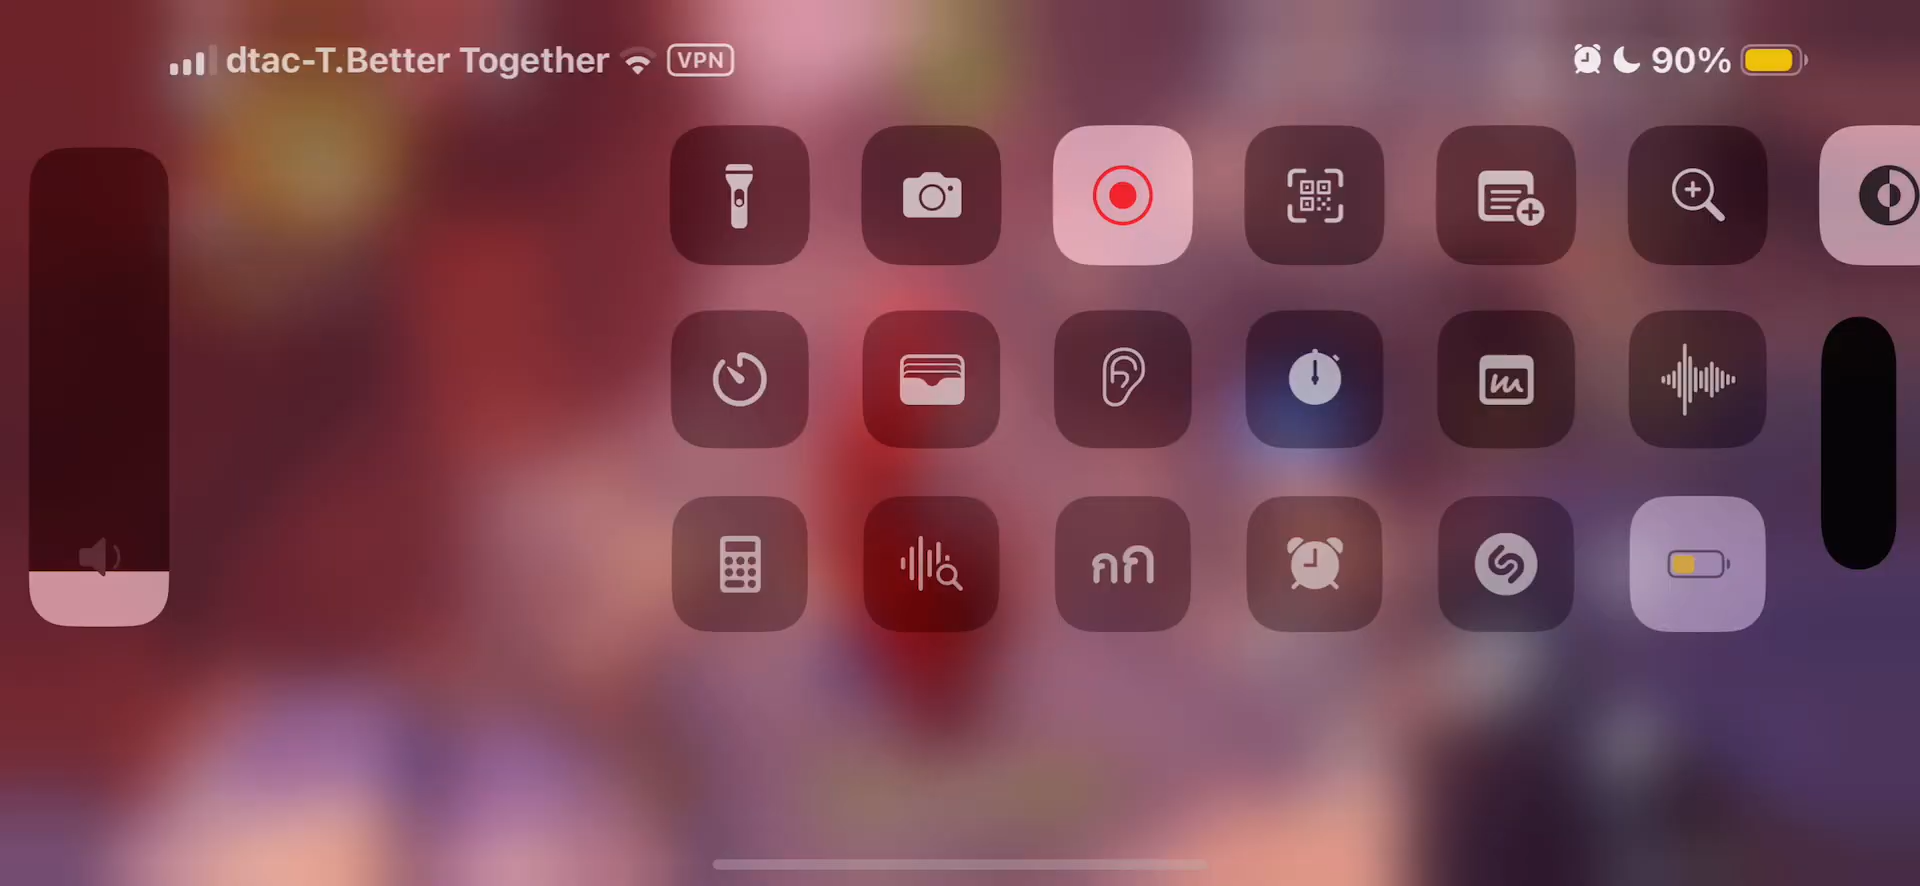 dtac-T.Better Together VPN 90%
กก